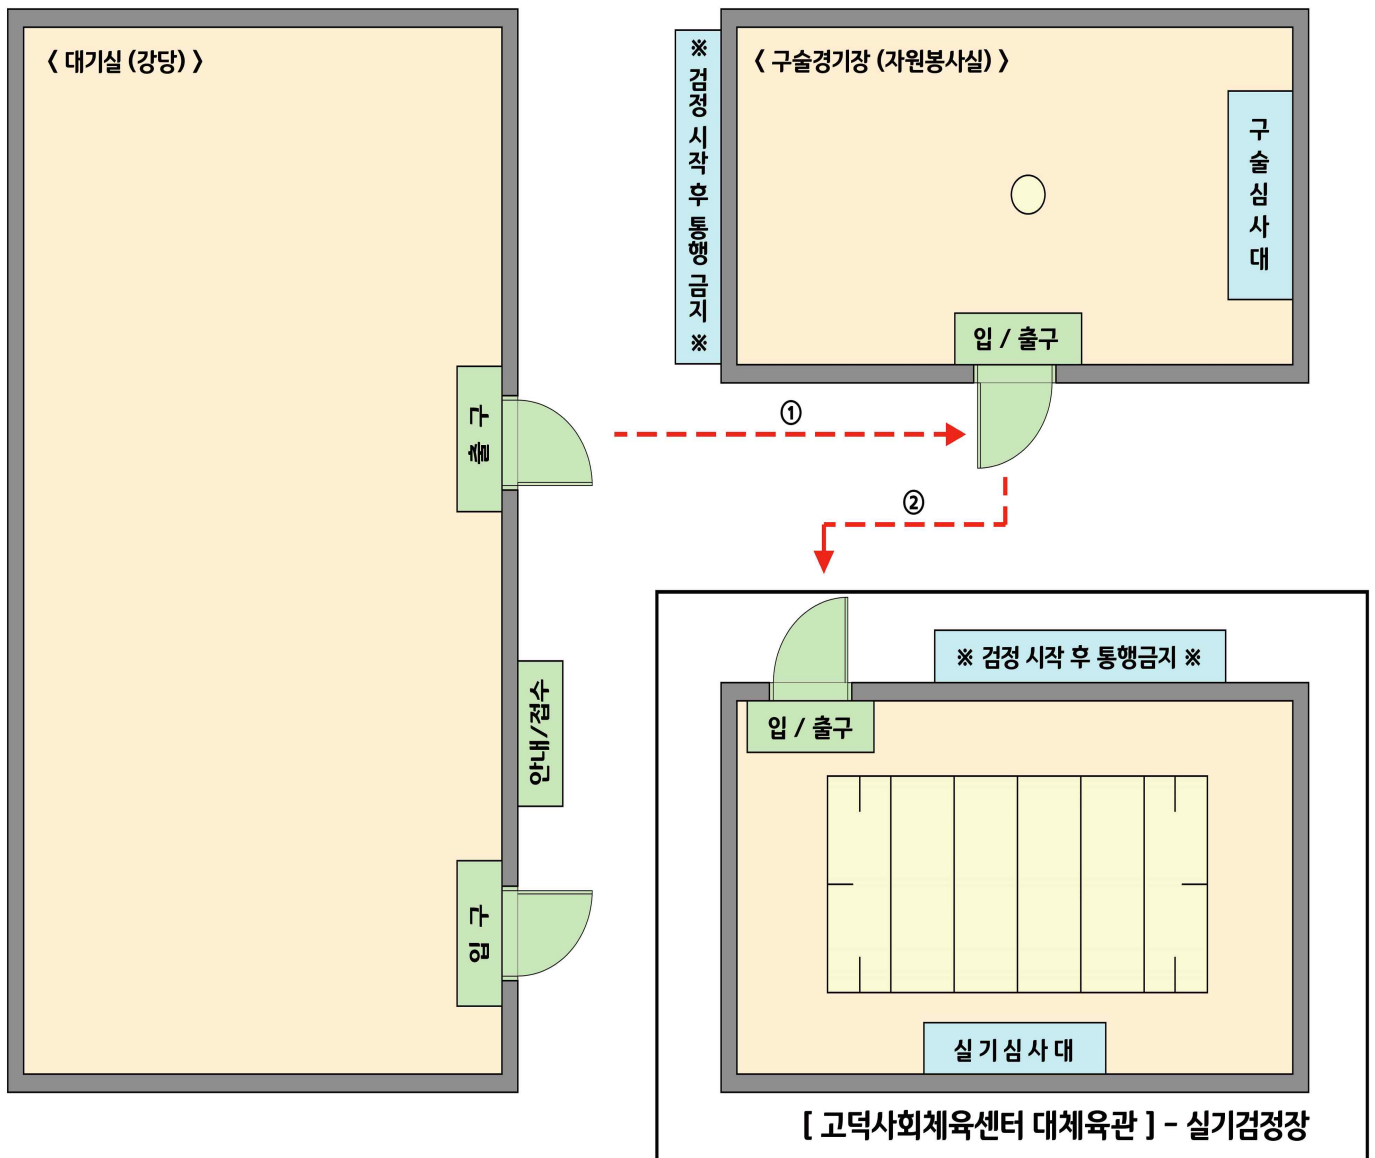 〈 대기실 (강당) 〉
〈 구술경기장 (자원봉사실) 〉
※ 검정 시작 후 통행 금지 ※
구술심사대
입 / 출구
출 구
①
②
안내/접수
입 구
※ 검정 시작 후 통행금지 ※
입 / 출구
실 기 심 사 대
[ 고덕사회체육센터 대체육관 ] - 실기검정장